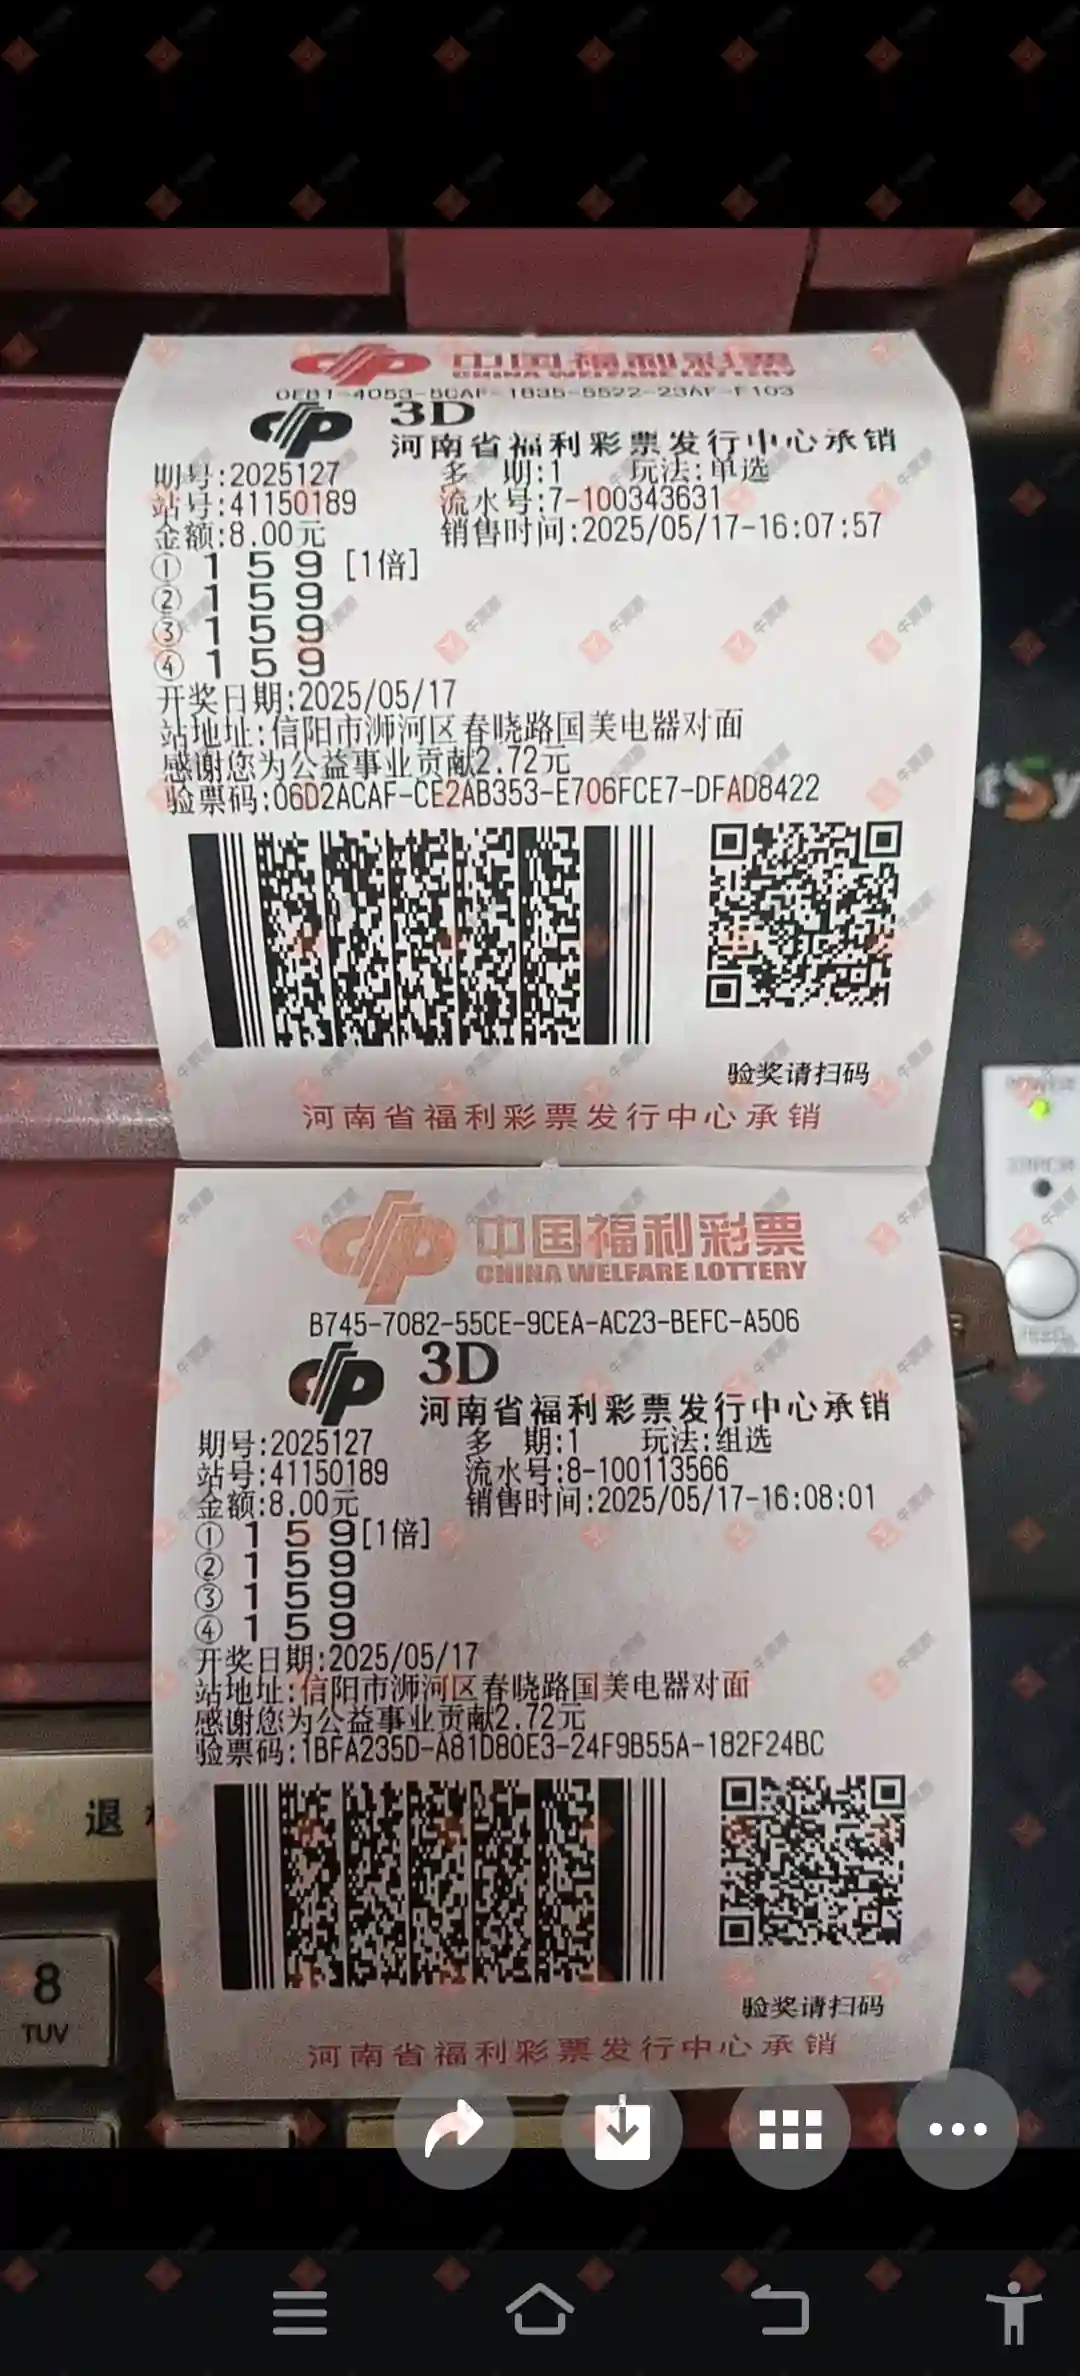 中国福利彩票
CHINA WELFARE LOTTERY
3D
河南省福利彩票发行中心承销
期号:2025127 多 期:1 玩法:单选
站号:41150189 流水号:7-100343631
金额:8.00元 销售时间:2025/05/17-16:07:57
① 1 5 9 [1倍]
② 1 5 9
③ 1 5 9
④ 1 5 9
开奖日期:2025/05/17
站地址:信阳市浉河区春晓路国美电器对面
感谢您为公益事业贡献2.72元
验票码:06D2ACAF-CE2AB353-E706FCE7-DFAD8422
验奖请扫码
河南省福利彩票发行中心承销
中国福利彩票
CHINA WELFARE LOTTERY
B745-7082-55CE-9CEA-AC23-BEFC-A506
3D
河南省福利彩票发行中心承销
期号:2025127 多 期:1 玩法:组选
站号:41150189 流水号:8-100113566
金额:8.00元 销售时间:2025/05/17-16:08:01
① 1 5 9[1倍]
② 1 5 9
③ 1 5 9
④ 1 5 9
开奖日期:2025/05/17
站地址:信阳市浉河区春晓路国美电器对面
感谢您为公益事业贡献2.72元
验票码:1BFA235D-A81D80E3-24F9B55A-182F24BC
验奖请扫码
河南省福利彩票发行中心承销
退
8
TUV